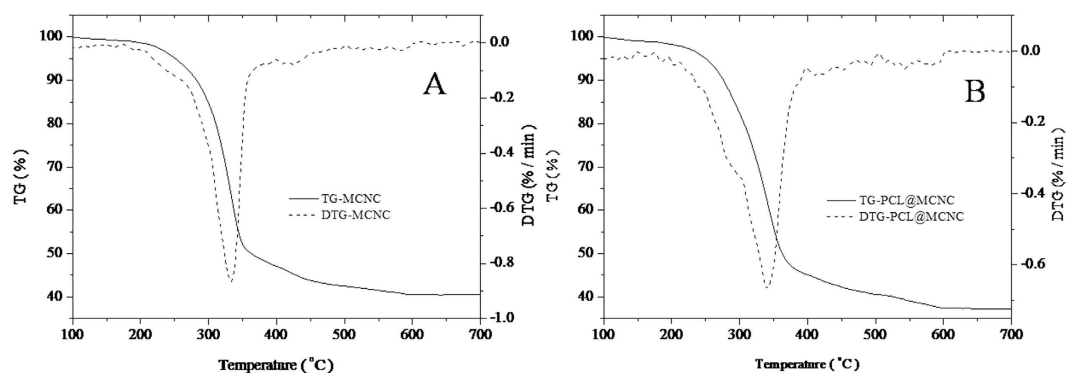 A
TG (%)
100
90
80
70
60
50
40
0.0
-0.2
-0.4
-0.6
-0.8
-1.0
DTG (% / min )
TG-MCNC
DTG-MCNC
100 200 300 400 500 600 700
Temperature ( °C)
B
TG (%)
100
90
80
70
60
50
40
0.0
-0.2
-0.4
-0.6
DTG (% / min )
TG-PCL@MCNC
DTG-PCL@MCNC
100 200 300 400 500 600 700
Temperature ( °C)